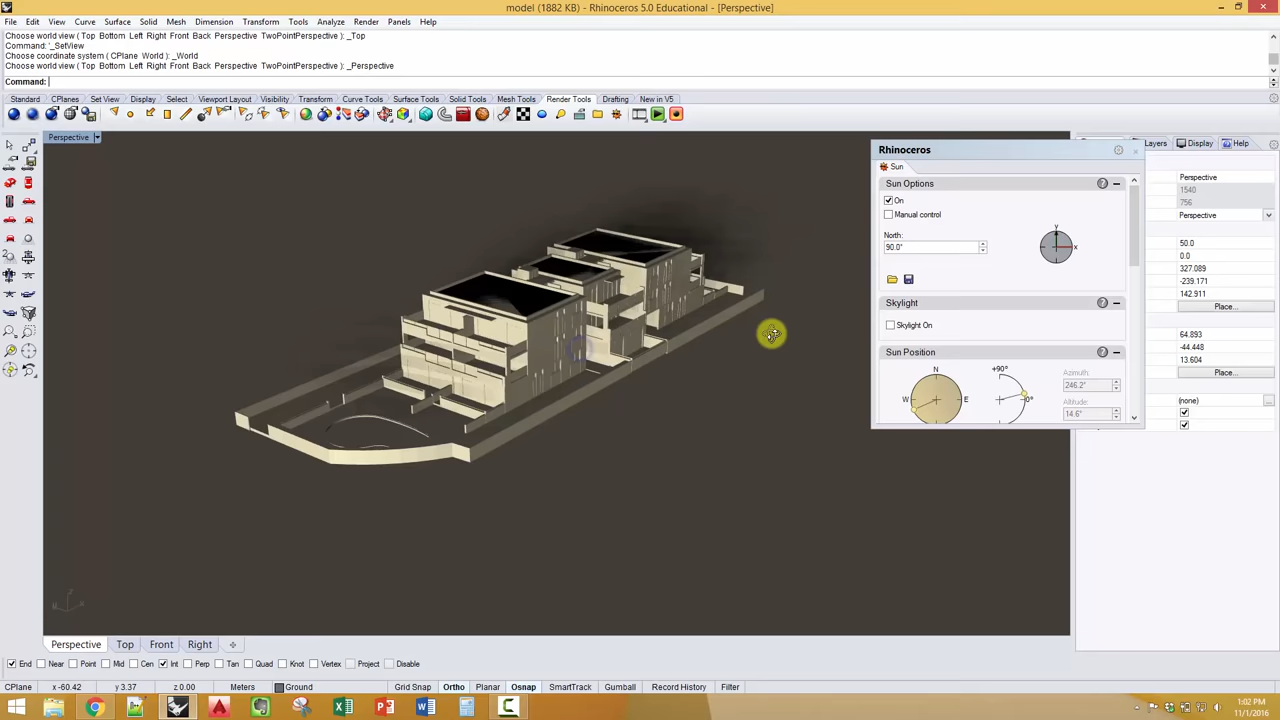 model (1882 KB) - Rhinoceros 5.0 Educational - [Perspective]
File Edit View Curve Surface Solid Mesh Dimension Transform Tools Analyze Render Panels Help
Choose world view ( Top Bottom Left Right Front Back Perspective TwoPointPerspective ): _Top
Command: '_SetView
Choose coordinate system ( CPlane World ): _World
Choose world view ( Top Bottom Left Right Front Back Perspective TwoPointPerspective ): _Perspective
Command:
Standard CPlanes Set View Display Select Viewport Layout Visibility Transform Curve Tools Surface Tools Solid Tools Mesh Tools Render Tools Drafting New in V5
Perspective
Rhinoceros
Layers Display Help
Sun
Sun Options
On
Manual control
North:
90.0°
y
x
Skylight
Skylight On
Sun Position
N
W E
+90°
0°
Azimuth:
246.2°
Altitude:
14.6°
Perspective
1540
756
Perspective
50.0
0.0
327.089
-239.171
142.911
Place...
64.893
-44.448
13.604
Place...
(none)
...
Perspective Top Front Right
End Near Point Mid Cen Int Perp Tan Quad Knot Vertex Project Disable
CPlane x -60.42 y 3.37 z 0.00 Meters Ground Grid Snap Ortho Planar Osnap SmartTrack Gumball Record History Filter
1:02 PM
11/1/2016